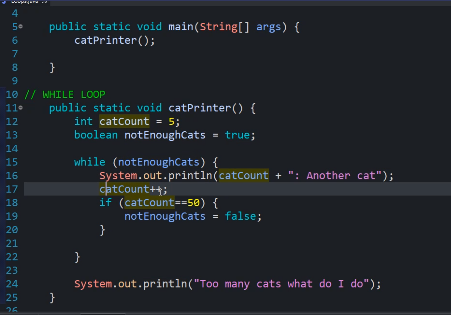 4
5 public static void main(String[] args) {
6 catPrinter();
7
8 }
9
10 // WHILE LOOP
11 public static void catPrinter() {
12 int catCount = 5;
13 boolean notEnoughCats = true;
14
15 while (notEnoughCats) {
16 System.out.println(catCount + ": Another cat");
17 catCount++;
18 if (catCount==50) {
19 notEnoughCats = false;
20 }
21
22 }
23
24 System.out.println("Too many cats what do I do");
25 }
26